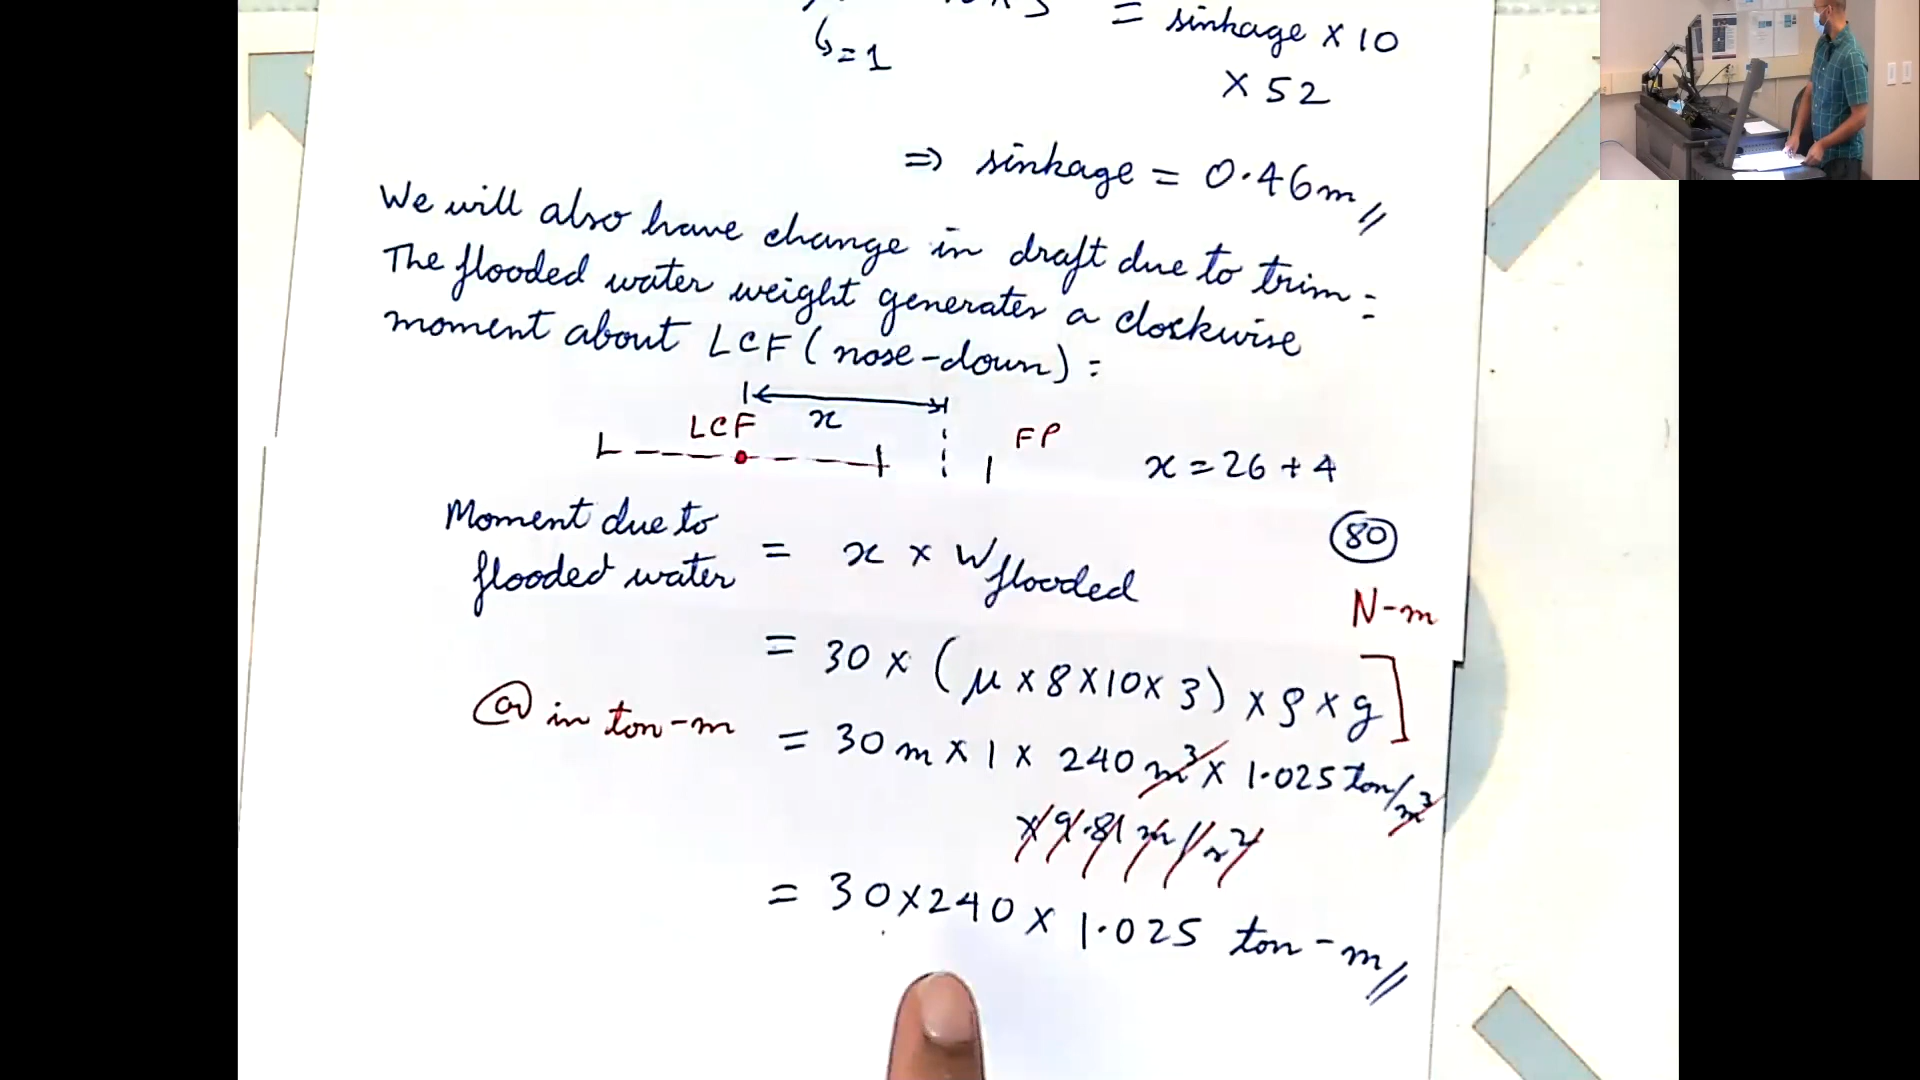 = sinkage × 10
↳ = 1
× 52
⇒ sinkage = 0.46m //
We will also have change in draft due to trim :
The flooded water weight generates a clockwise
moment about LCF (nose-down) :
x
LCF
FP
x = 26 + 4
Moment due to
flooded water = x × W flooded
80
N-m
= 30 × (μ × 8 × 10 × 3) × ρ × g ]
or in ton-m
= 30 m × 1 × 240 m³ × 1.025 ton/m³
× 9.81 m/s²
= 30 × 240 × 1.025 ton-m //